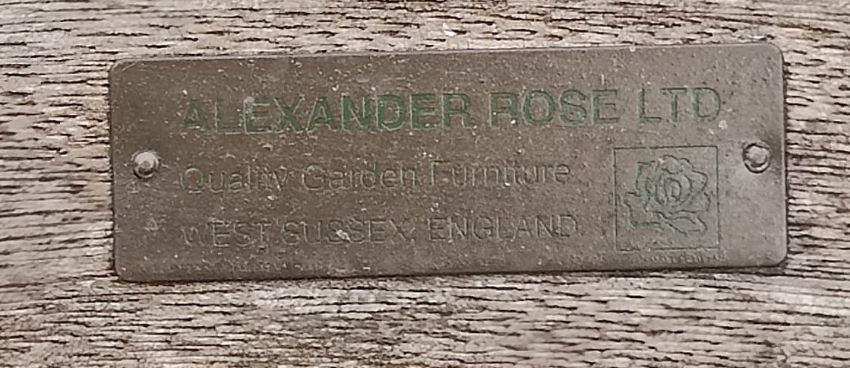 ALEXANDER ROSE LTD
Quality Garden Furniture
WEST SUSSEX, ENGLAND